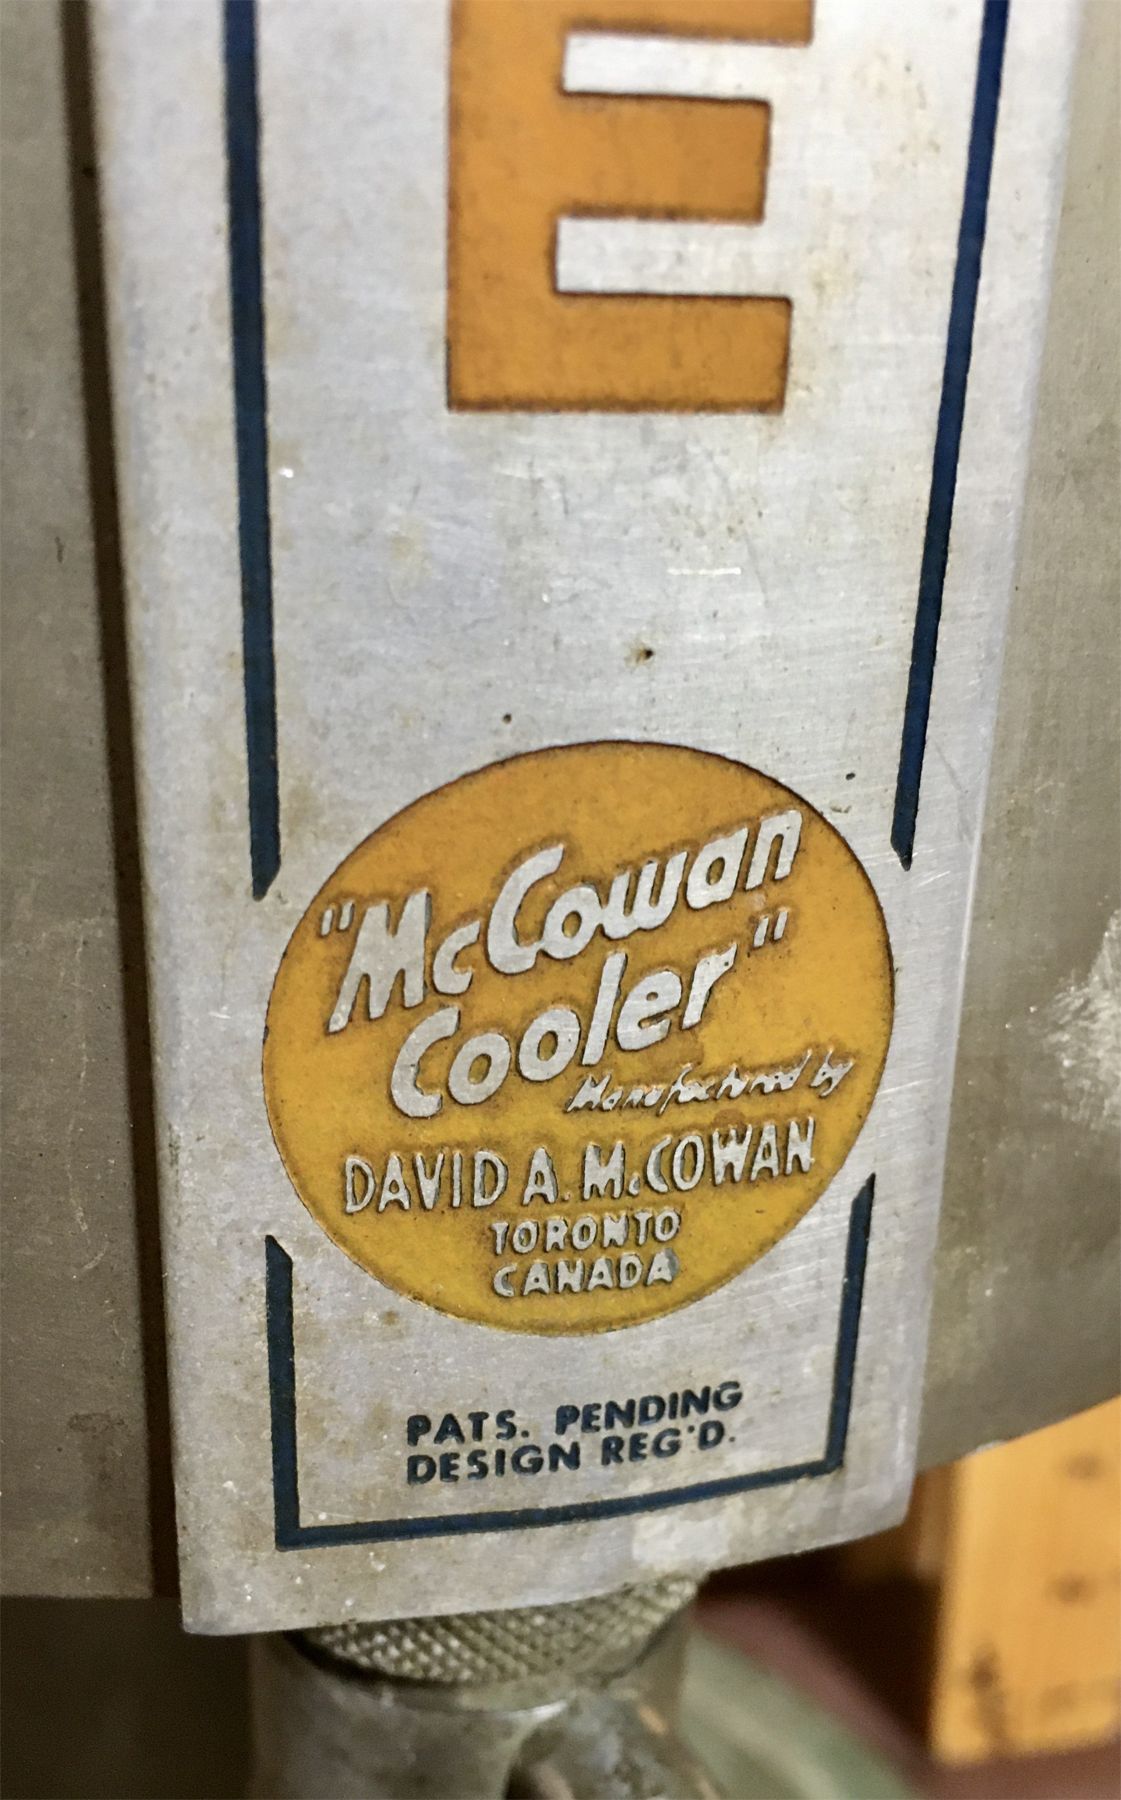 E
"McCowan
Cooler"
Manufactured by
DAVID A. McCOWAN
TORONTO
CANADA
PATS. PENDING
DESIGN REG'D.